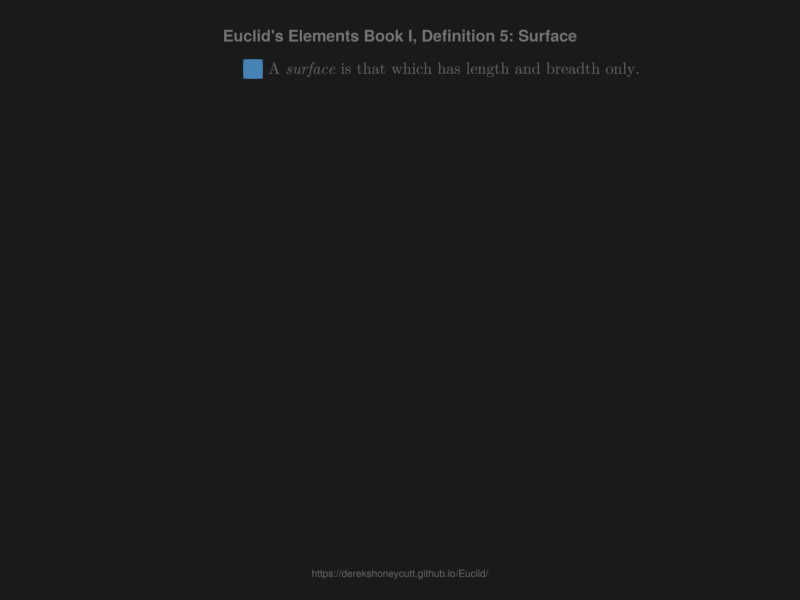 Euclid's Elements Book I, Definition 5: Surface
A surface is that which has length and breadth only.
https://derekshoneycutt.github.io/Euclid/